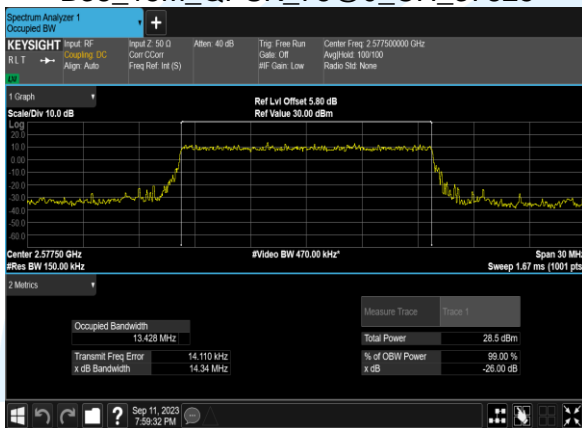 Spectrum Analyzer 1
Occupied BW
+
KEYSIGHT
R L T
LXI
Input: RF
Coupling: DC
Align: Auto
Input Z: 50 Ω
Corr CCorr
Freq Ref: Int (S)
Atten: 40 dB
Trig: Free Run
Gate: Off
#IF Gain: Low
Center Freq: 2.577500000 GHz
Avg|Hold: 100/100
Radio Std: None
1 Graph
Scale/Div 10.0 dB
Ref Lvl Offset 5.80 dB
Ref Value 30.00 dBm
Log
20.0
10.0
0.00
-10.0
-20.0
-30.0
-40.0
-50.0
-60.0
Center 2.57750 GHz
#Res BW 150.00 kHz
#Video BW 470.00 kHz*
Span 30 MHz
Sweep 1.67 ms (1001 pts
2 Metrics
Measure Trace
Trace 1
Occupied Bandwidth
13.428 MHz
Total Power
28.5 dBm
Transmit Freq Error
14.110 kHz
% of OBW Power
99.00 %
x dB Bandwidth
14.34 MHz
x dB
-26.00 dB
?
Sep 11, 2023
7:59:32 PM